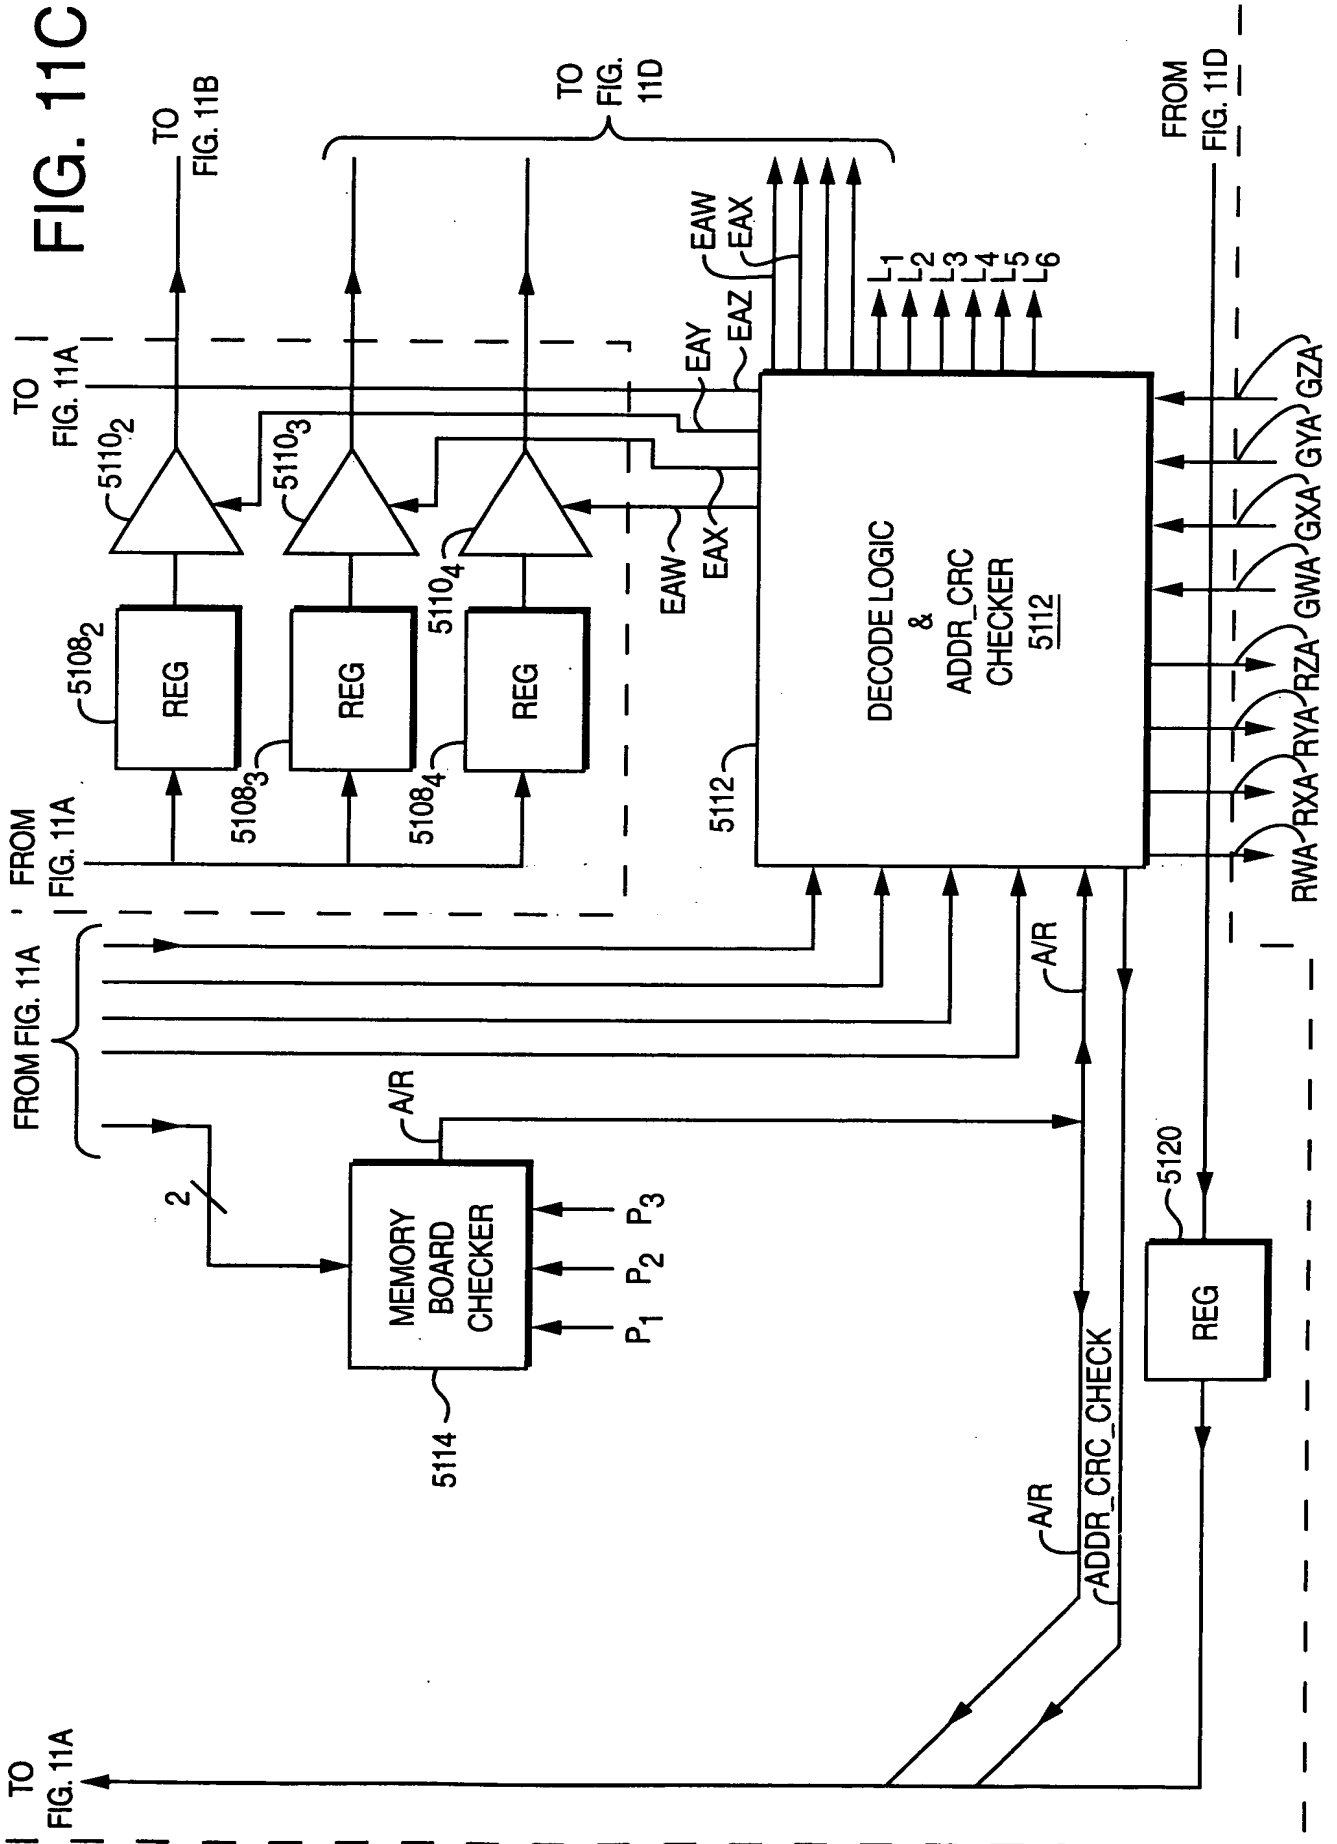 FIG. 11C
TO
FIG. 11A
FROM FIG. 11A
FROM
FIG. 11A
TO
FIG. 11A
TO
FIG. 11B
5108₂
REG
5110₂
5108₃
REG
5110₃
5108₄
REG
5110₄
TO
FIG.
11D
2
MEMORY
BOARD
CHECKER
5114
P₁
P₂
P₃
A/R
EAW
EAX
EAY
EAZ
EAW
EAX
5112
DECODE LOGIC
&
ADDR_CRC
CHECKER
5112
L₁
L₂
L₃
L₄
L₅
L₆
A/R
A/R
ADDR_CRC_CHECK
REG
5120
FROM
FIG. 11D
RWA
RXA
RYA
RZA
GWA
GXA
GYA
GZA